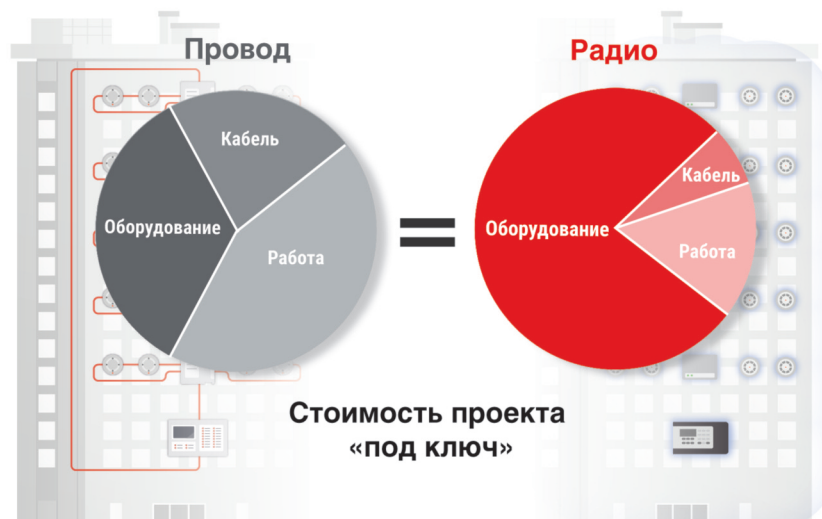 Провод
Радио
Кабель
Оборудование
Работа
Кабель
Оборудование
Работа
Стоимость проекта
«под ключ»